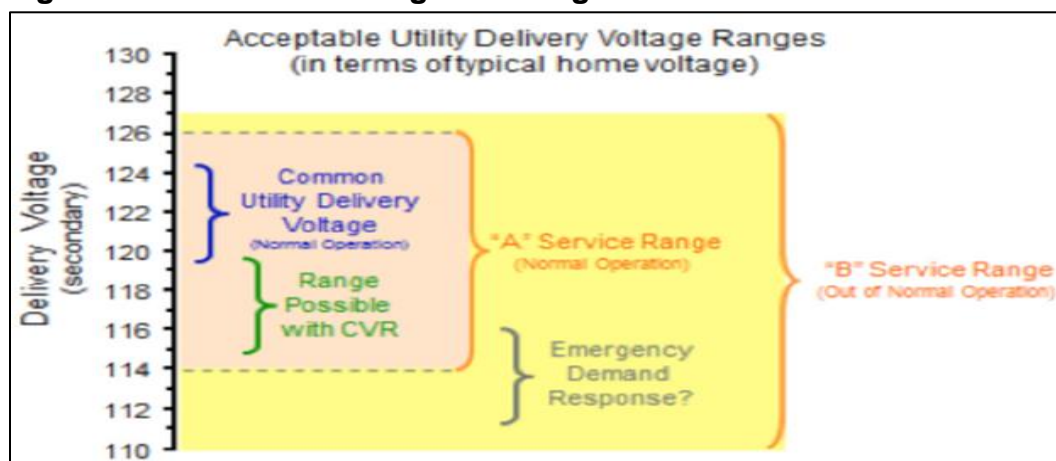 Acceptable Utility Delivery Voltage Ranges
(in terms of typical home voltage)
Delivery Voltage
(secondary)
130
128
126
124
122
120
118
116
114
112
110
Common
Utility Delivery
Voltage
(Normal Operation)
Range
Possible
with CVR
"A" Service Range
(Normal Operation)
Emergency
Demand
Response?
"B" Service Range
(Out of Normal Operation)